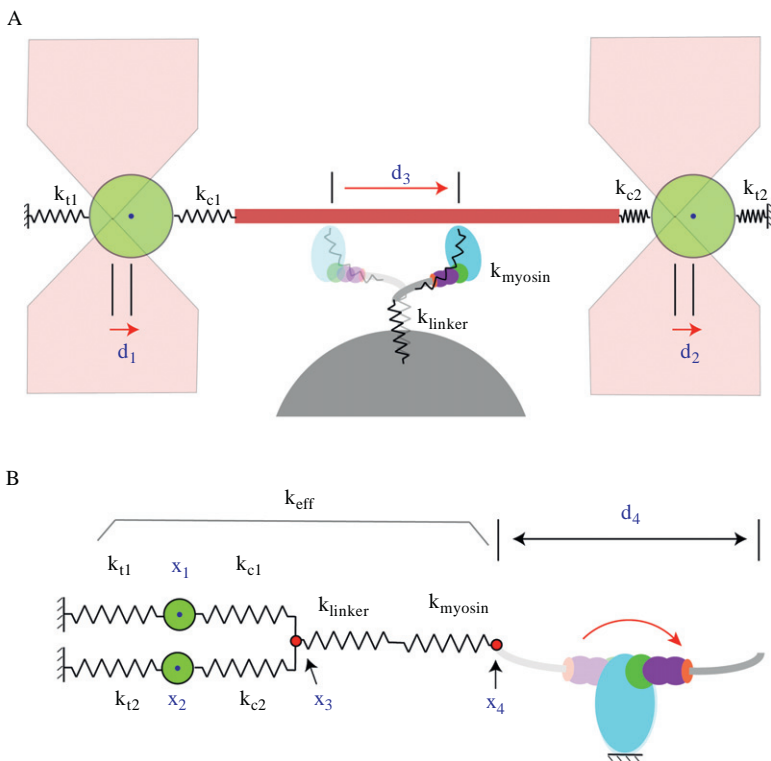 A
d3
kt1
kc1
kc2
kt2
kmyosin
klinker
d1
d2
B
keff
d4
kt1
x1
kc1
klinker
kmyosin
kt2
x2
kc2
x3
x4